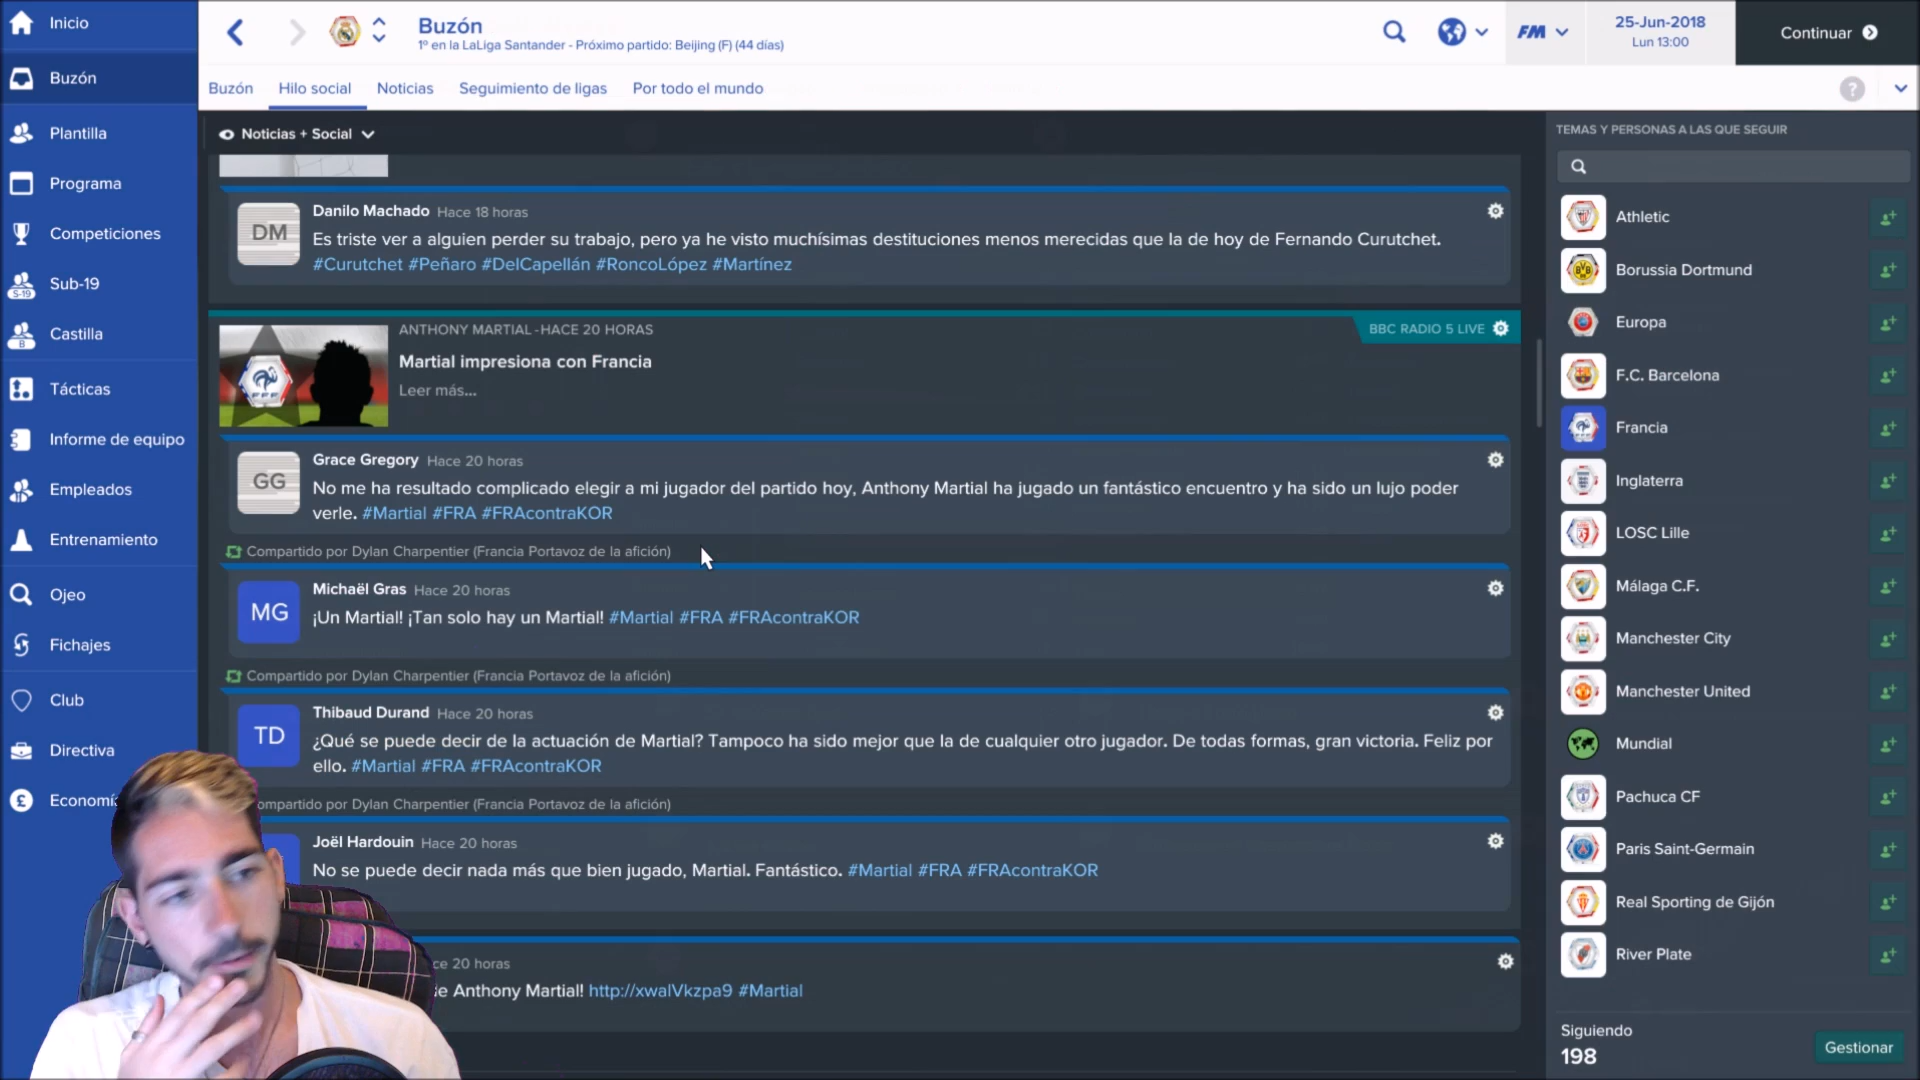 Inicio
Buzón
Plantilla
Programa
Competiciones
S-19
Sub-19
B
Castilla
Tácticas
Informe de equipo
Empleados
Entrenamiento
Ojeo
Fichajes
Club
Directiva
Economí
Buzón
1º en la LaLiga Santander - Próximo partido: Beijing (F) (44 días)
FM
25-Jun-2018
Lun 13:00
Continuar
Buzón Hilo social Noticias Seguimiento de ligas Por todo el mundo
?
Noticias + Social
DM
Danilo Machado Hace 18 horas
Es triste ver a alguien perder su trabajo, pero ya he visto muchísimas destituciones menos merecidas que la de hoy de Fernando Curutchet.
#Curutchet #Peñaro #DelCapellán #RoncoLópez #Martínez
FFF
ANTHONY MARTIAL - HACE 20 HORAS
BBC RADIO 5 LIVE
Martial impresiona con Francia
Leer más...
GG
Grace Gregory Hace 20 horas
No me ha resultado complicado elegir a mi jugador del partido hoy, Anthony Martial ha jugado un fantástico encuentro y ha sido un lujo poder
verle. #Martial #FRA #FRAcontraKOR
Compartido por Dylan Charpentier (Francia Portavoz de la afición)
MG
Michaël Gras Hace 20 horas
¡Un Martial! ¡Tan solo hay un Martial! #Martial #FRA #FRAcontraKOR
Compartido por Dylan Charpentier (Francia Portavoz de la afición)
TD
Thibaud Durand Hace 20 horas
¿Qué se puede decir de la actuación de Martial? Tampoco ha sido mejor que la de cualquier otro jugador. De todas formas, gran victoria. Feliz por
ello. #Martial #FRA #FRAcontraKOR
ompartido por Dylan Charpentier (Francia Portavoz de la afición)
Joël Hardouin Hace 20 horas
No se puede decir nada más que bien jugado, Martial. Fantástico. #Martial #FRA #FRAcontraKOR
ce 20 horas
e Anthony Martial! http://xwalVkzpa9 #Martial
TEMAS Y PERSONAS A LAS QUE SEGUIR
Athletic
Borussia Dortmund
Europa
F.C. Barcelona
Francia
Inglaterra
LOSC Lille
Málaga C.F.
Manchester City
Manchester United
Mundial
Pachuca CF
Paris Saint-Germain
Real Sporting de Gijón
River Plate
Siguiendo
198
Gestionar